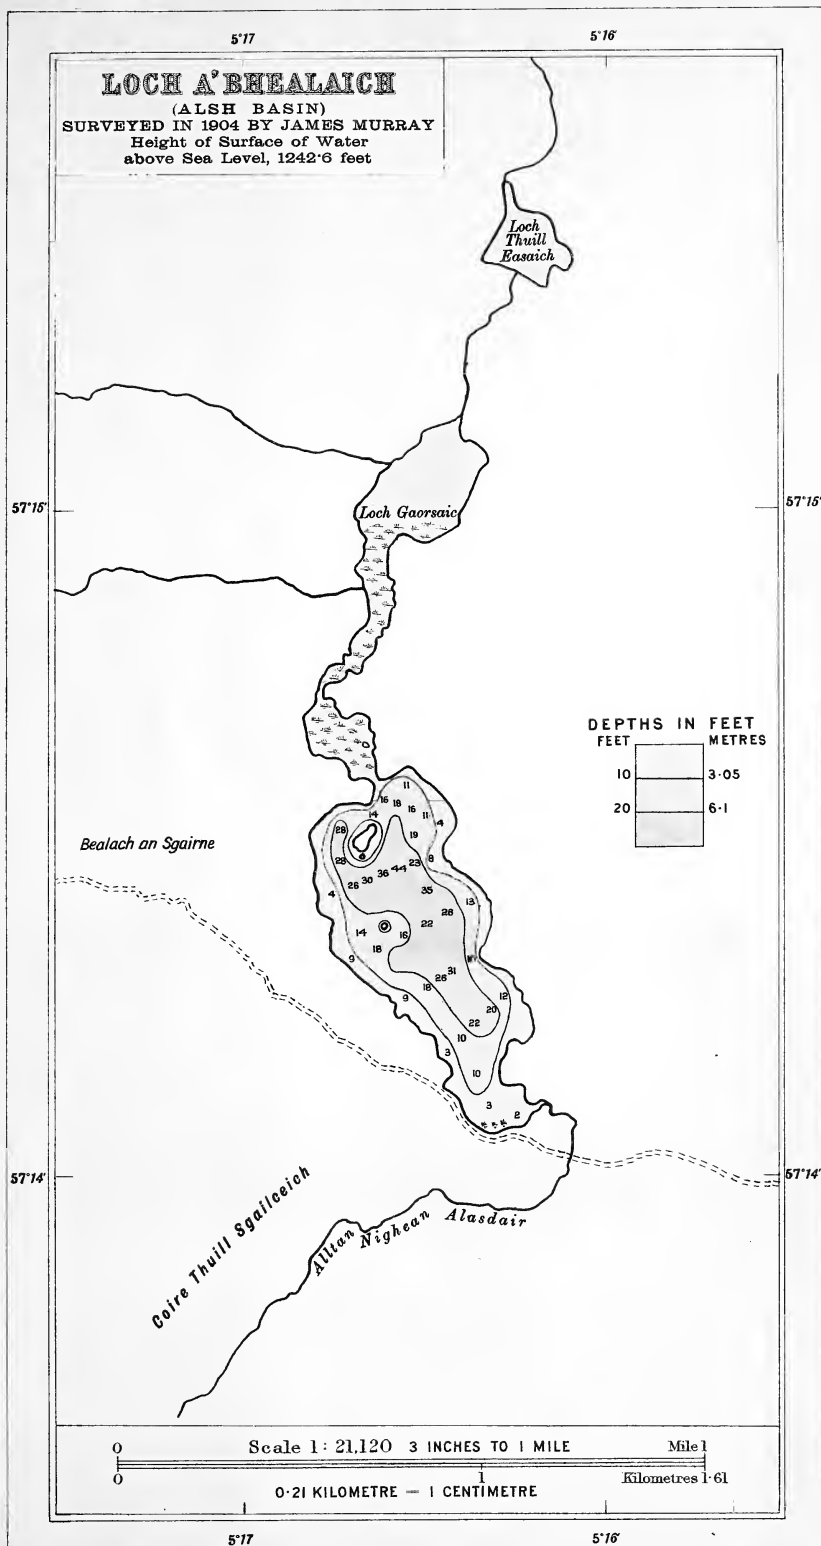 5°17
5°16'
LOCH A'BHEALAICH
(ALSH BASIN)
SURVEYED IN 1904 BY JAMES MURRAY
Height of Surface of Water
above Sea Level, 1242·6 feet
Loch
Thuill
Easaich
57°15'
57°15'
Loch Gaorsaic
DEPTHS IN FEET
FEET METRES
10 3·05
20 6·1
Bealach an Sgairne
11
16 18 16
14 11 4
28 19
28 23 8
36 44
26 30 35
4 13
28
14 16 22
18
9
26 31
18 12
9 20
22
10
3
10
3
2
57°14'
57°14'
Coire Thuill Sgailceich
Alltan Nighean Alasdair
0 Scale 1: 21,120 3 INCHES TO 1 MILE Mile 1
0 1 Kilometres 1·61
0·21 KILOMETRE = 1 CENTIMETRE
5°17
5°16'